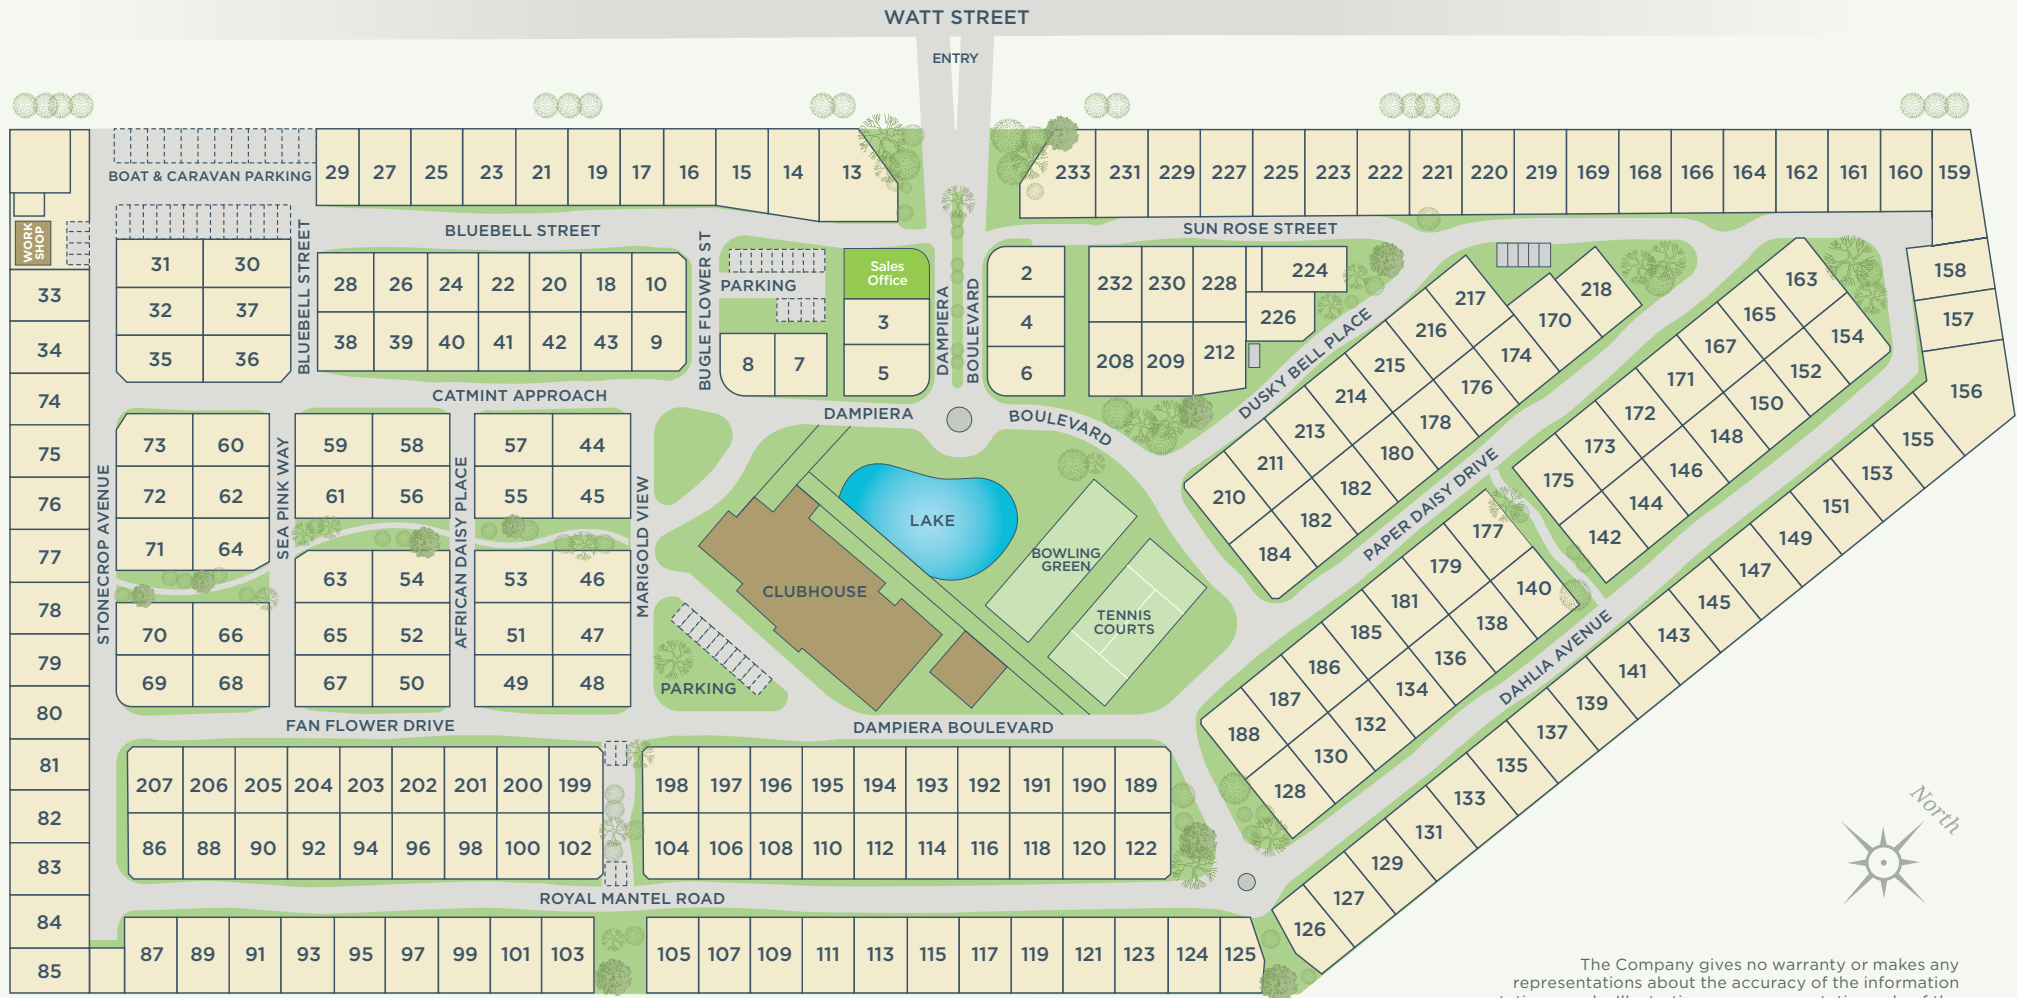 WATT STREET
ENTRY
BOAT & CARAVAN PARKING
29 27 25 23 21 19 17 16 15 14 13
233 231 229 227 225 223 222 221 220 219 169 168 166 164 162 161 160 159
WORK
SHOP
BLUEBELL STREET
BLUEBELL STREET
BUGLE FLOWER ST
SUN ROSE STREET
31 30
32 37
35 36
28 26 24 22 20 18 10
38 39 40 41 42 43 9
PARKING
8 7
Sales
Office
3
5
DAMPIERA
BOULEVARD
2
4
6
232 230 228
224
226
208 209 212
DUSKY BELL PLACE
217
216
215
214
213
211
210
218
170
174
176
178
180
182
182
184
163
165
167
171
172
173
175
154
152
150
148
146
144
142
158
157
156
155
153
151
149
147
145
143
141
139
137
135
133
131
129
127
126
33
34
74
75
76
77
78
79
80
81
82
83
84
85
CATMINT APPROACH
DAMPIERA
BOULEVARD
STONECROP AVENUE
73 60
72 62
71 64
70 66
69 68
SEA PINK WAY
59 58
61 56
63 54
65 52
67 50
AFRICAN DAISY PLACE
57 44
55 45
53 46
51 47
49 48
MARIGOLD VIEW
LAKE
CLUBHOUSE
BOWLING
GREEN
TENNIS
COURTS
PARKING
PAPER DAISY DRIVE
177
179
181
185
186
187
188
140
138
136
134
132
130
128
DAHLIA AVENUE
FAN FLOWER DRIVE
DAMPIERA BOULEVARD
207 206 205 204 203 202 201 200 199
86 88 90 92 94 96 98 100 102
198 197 196 195 194 193 192 191 190 189
104 106 108 110 112 114 116 118 120 122
ROYAL MANTEL ROAD
87 89 91 93 95 97 99 101 103
105 107 109 111 113 115 117 119 121 123 124 125
North
The Company gives no warranty or makes any
representations about the accuracy of the information